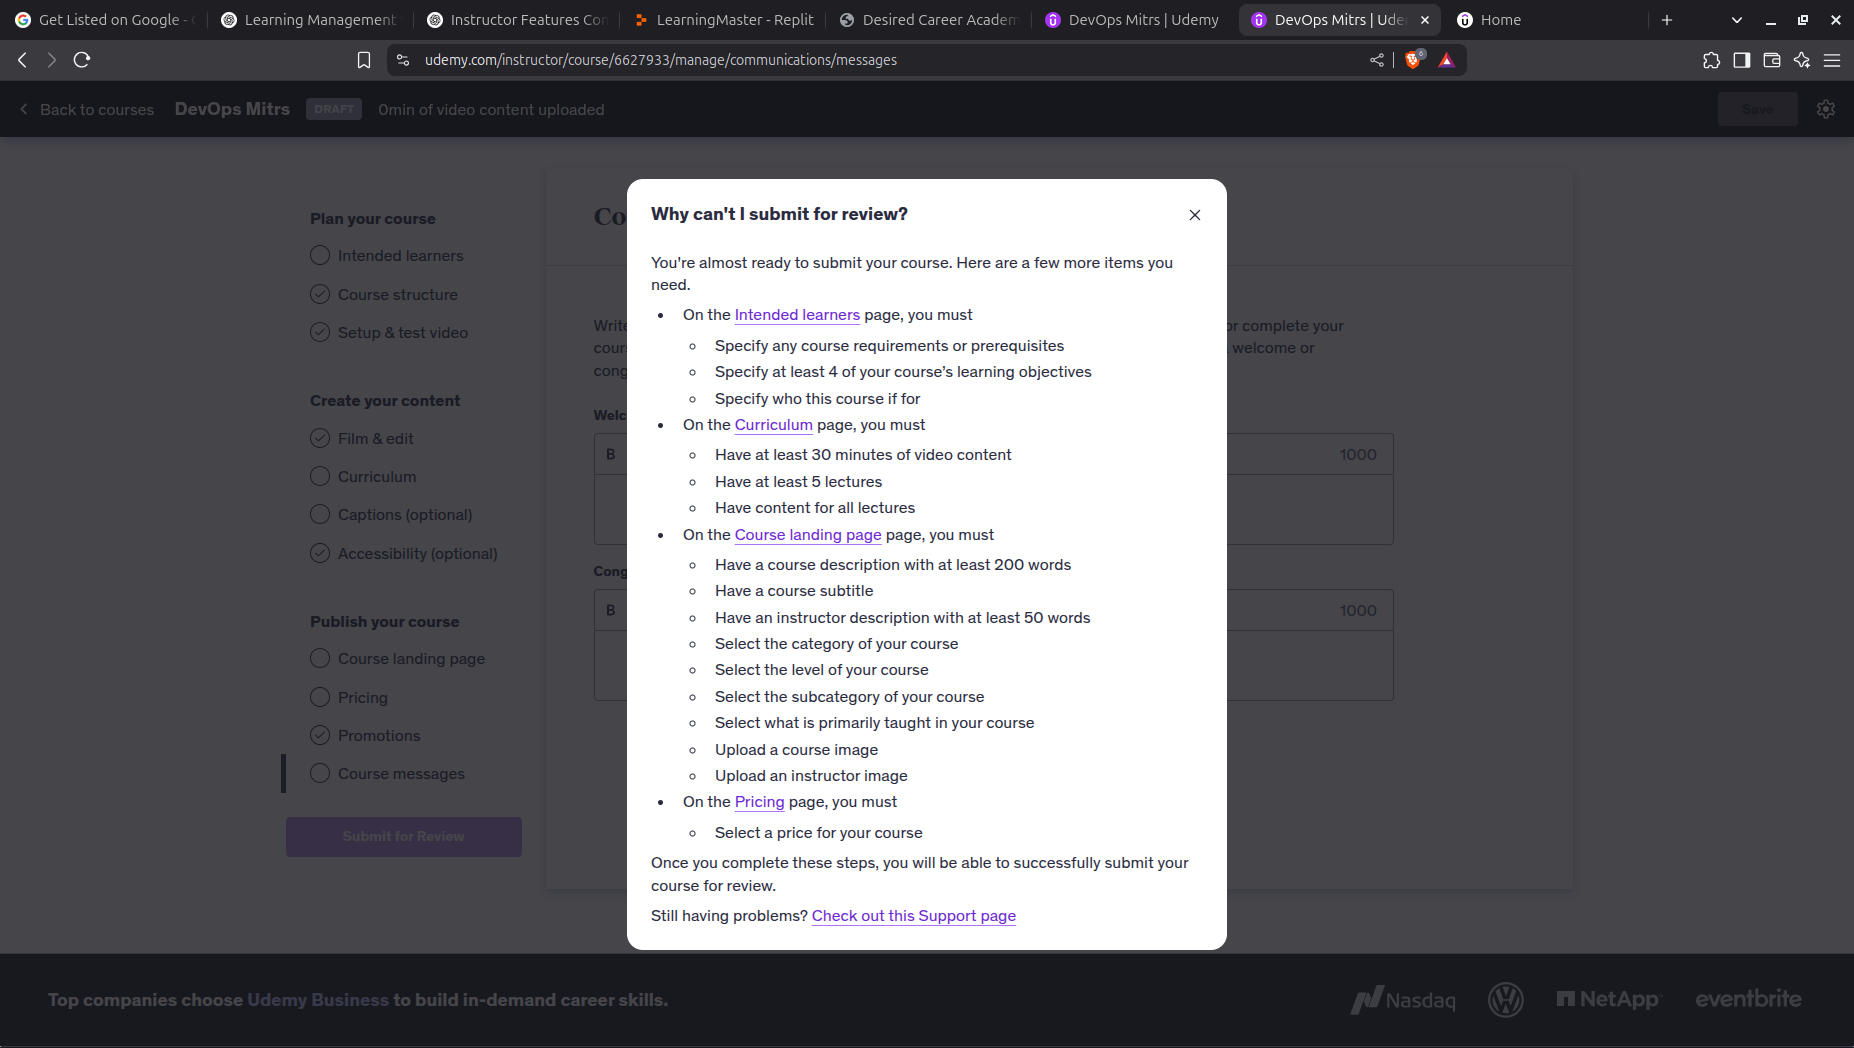 Get Listed on Google -
Learning Management
Instructor Features Con
LearningMaster - Replit
Desired Career Academ
DevOps Mitrs | Udemy
DevOps Mitrs | Ude
Home
udemy.com/instructor/course/6627933/manage/communications/messages
6
Back to courses
DevOps Mitrs
DRAFT
0min of video content uploaded
Save
Plan your course
Intended learners
Course structure
Setup & test video
Create your content
Film & edit
Curriculum
Captions (optional)
Accessibility (optional)
Publish your course
Course landing page
Pricing
Promotions
Course messages
Submit for Review
Co
Write
or complete your
cour
welcome or
cong
Welc
B
1000
Cong
B
1000
Why can't I submit for review?
You're almost ready to submit your course. Here are a few more items you
need.
On the Intended learners page, you must
Specify any course requirements or prerequisites
Specify at least 4 of your course's learning objectives
Specify who this course if for
On the Curriculum page, you must
Have at least 30 minutes of video content
Have at least 5 lectures
Have content for all lectures
On the Course landing page page, you must
Have a course description with at least 200 words
Have a course subtitle
Have an instructor description with at least 50 words
Select the category of your course
Select the level of your course
Select the subcategory of your course
Select what is primarily taught in your course
Upload a course image
Upload an instructor image
On the Pricing page, you must
Select a price for your course
Once you complete these steps, you will be able to successfully submit your
course for review.
Still having problems? Check out this Support page
Top companies choose Udemy Business to build in-demand career skills.
Nasdaq
NetApp
eventbrite